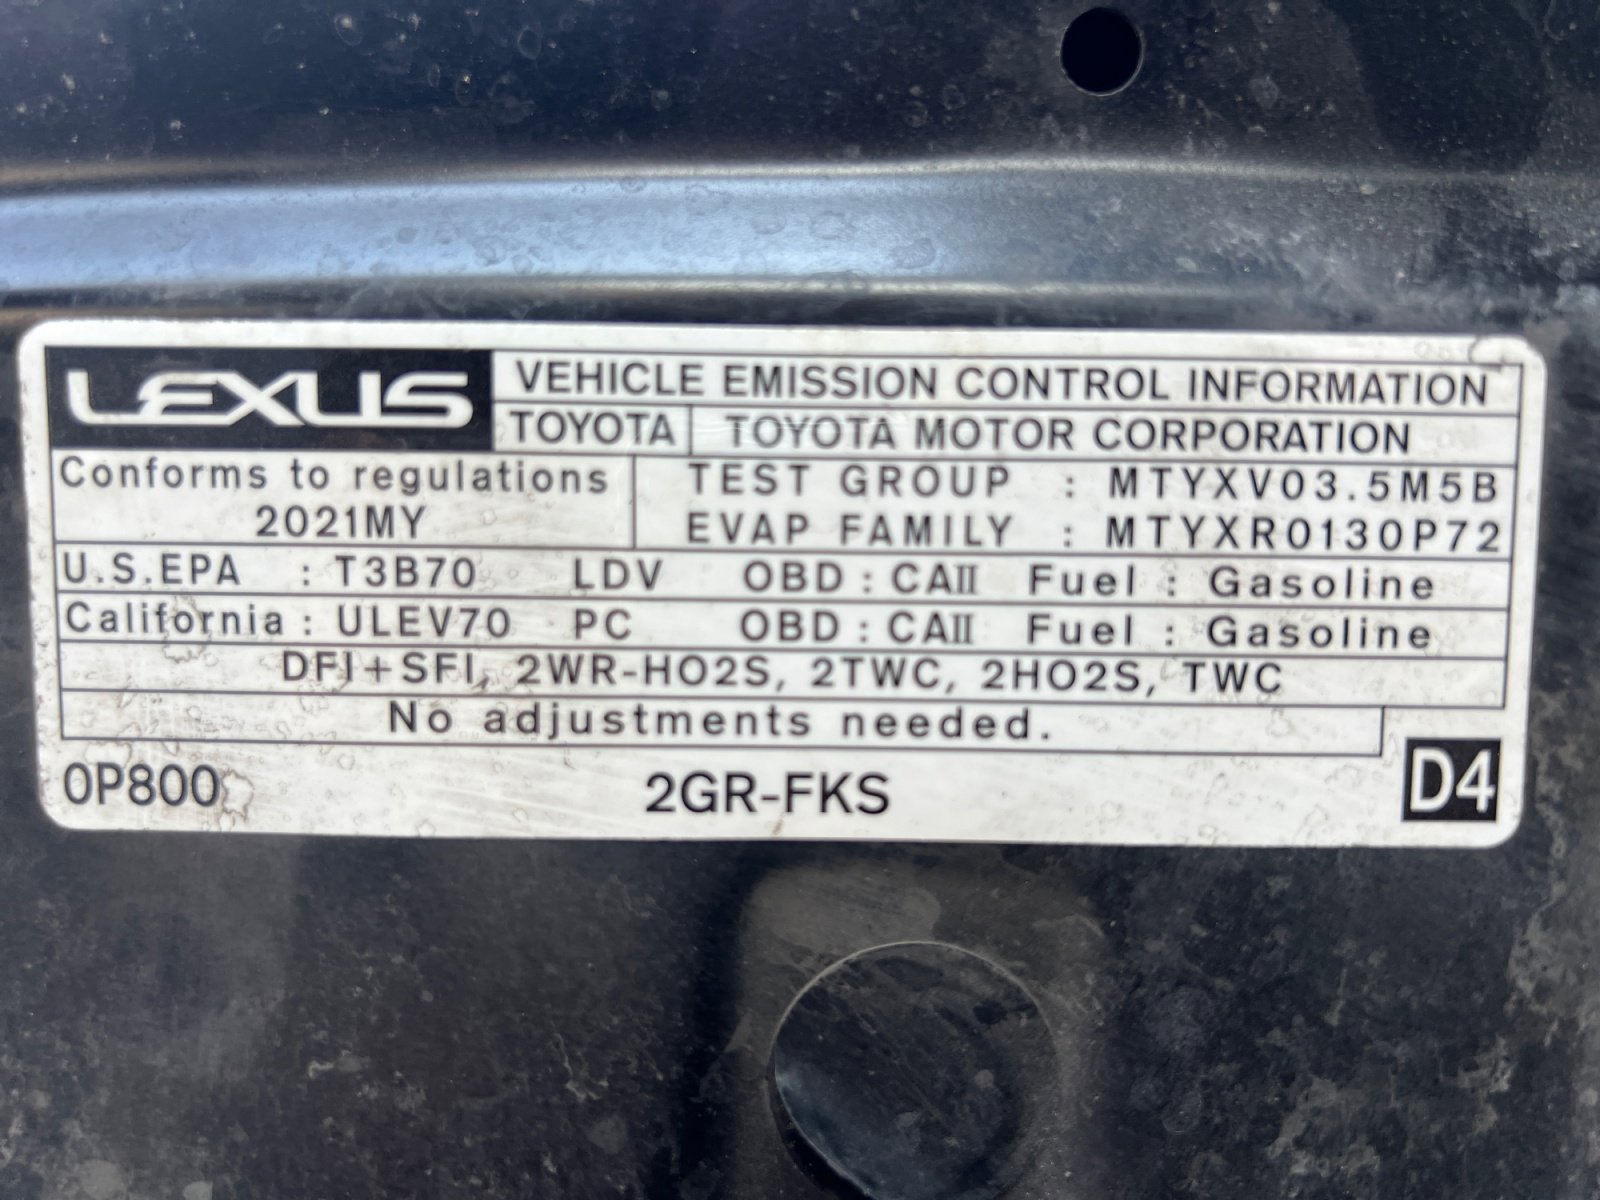 LEXUS VEHICLE EMISSION CONTROL INFORMATION
TOYOTA TOYOTA MOTOR CORPORATION
Conforms to regulations
2021MY
TEST GROUP : MTYXV03.5M5B
EVAP FAMILY : MTYXR0130P72
U.S.EPA : T3B70 LDV OBD : CAII Fuel : Gasoline
California : ULEV70 PC OBD : CAII Fuel : Gasoline
DFI+SFI, 2WR-HO2S, 2TWC, 2HO2S, TWC
No adjustments needed.
0P800 2GR-FKS D4